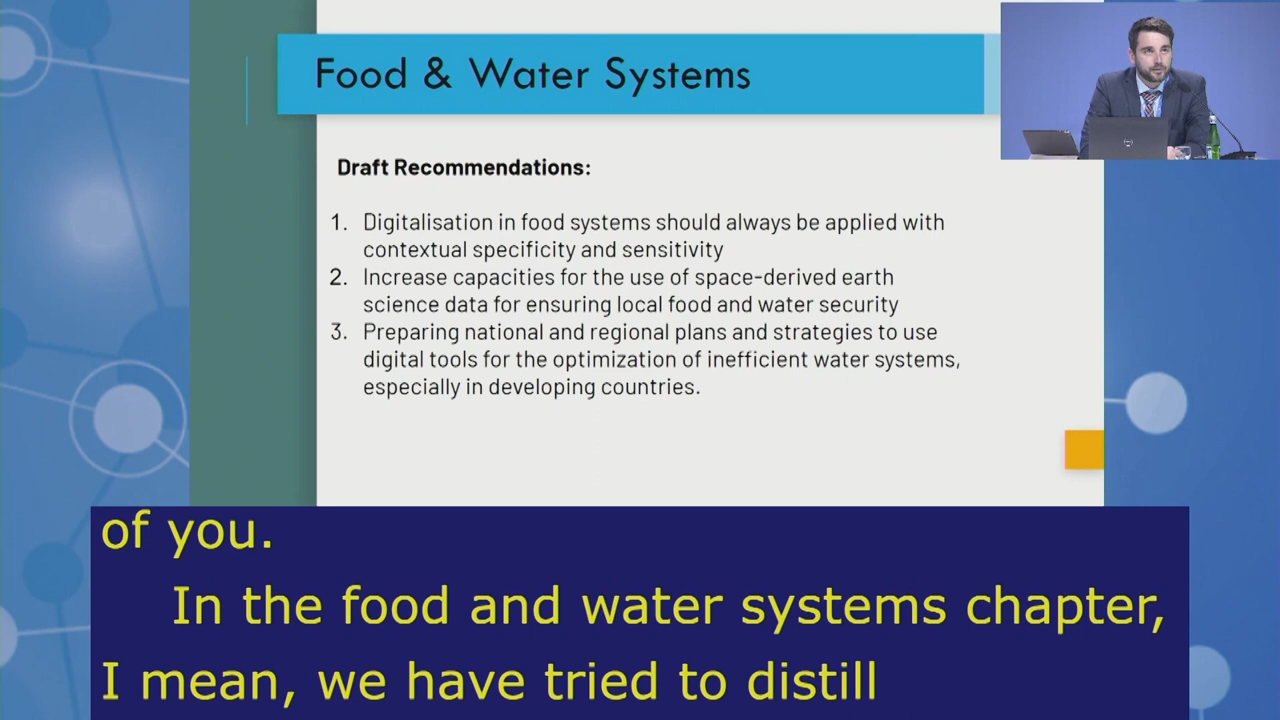 Food & Water Systems
Draft Recommendations:
1. Digitalisation in food systems should always be applied with
contextual specificity and sensitivity
2. Increase capacities for the use of space-derived earth
science data for ensuring local food and water security
3. Preparing national and regional plans and strategies to use
digital tools for the optimization of inefficient water systems,
especially in developing countries.
of you.
In the food and water systems chapter,
I mean, we have tried to distill